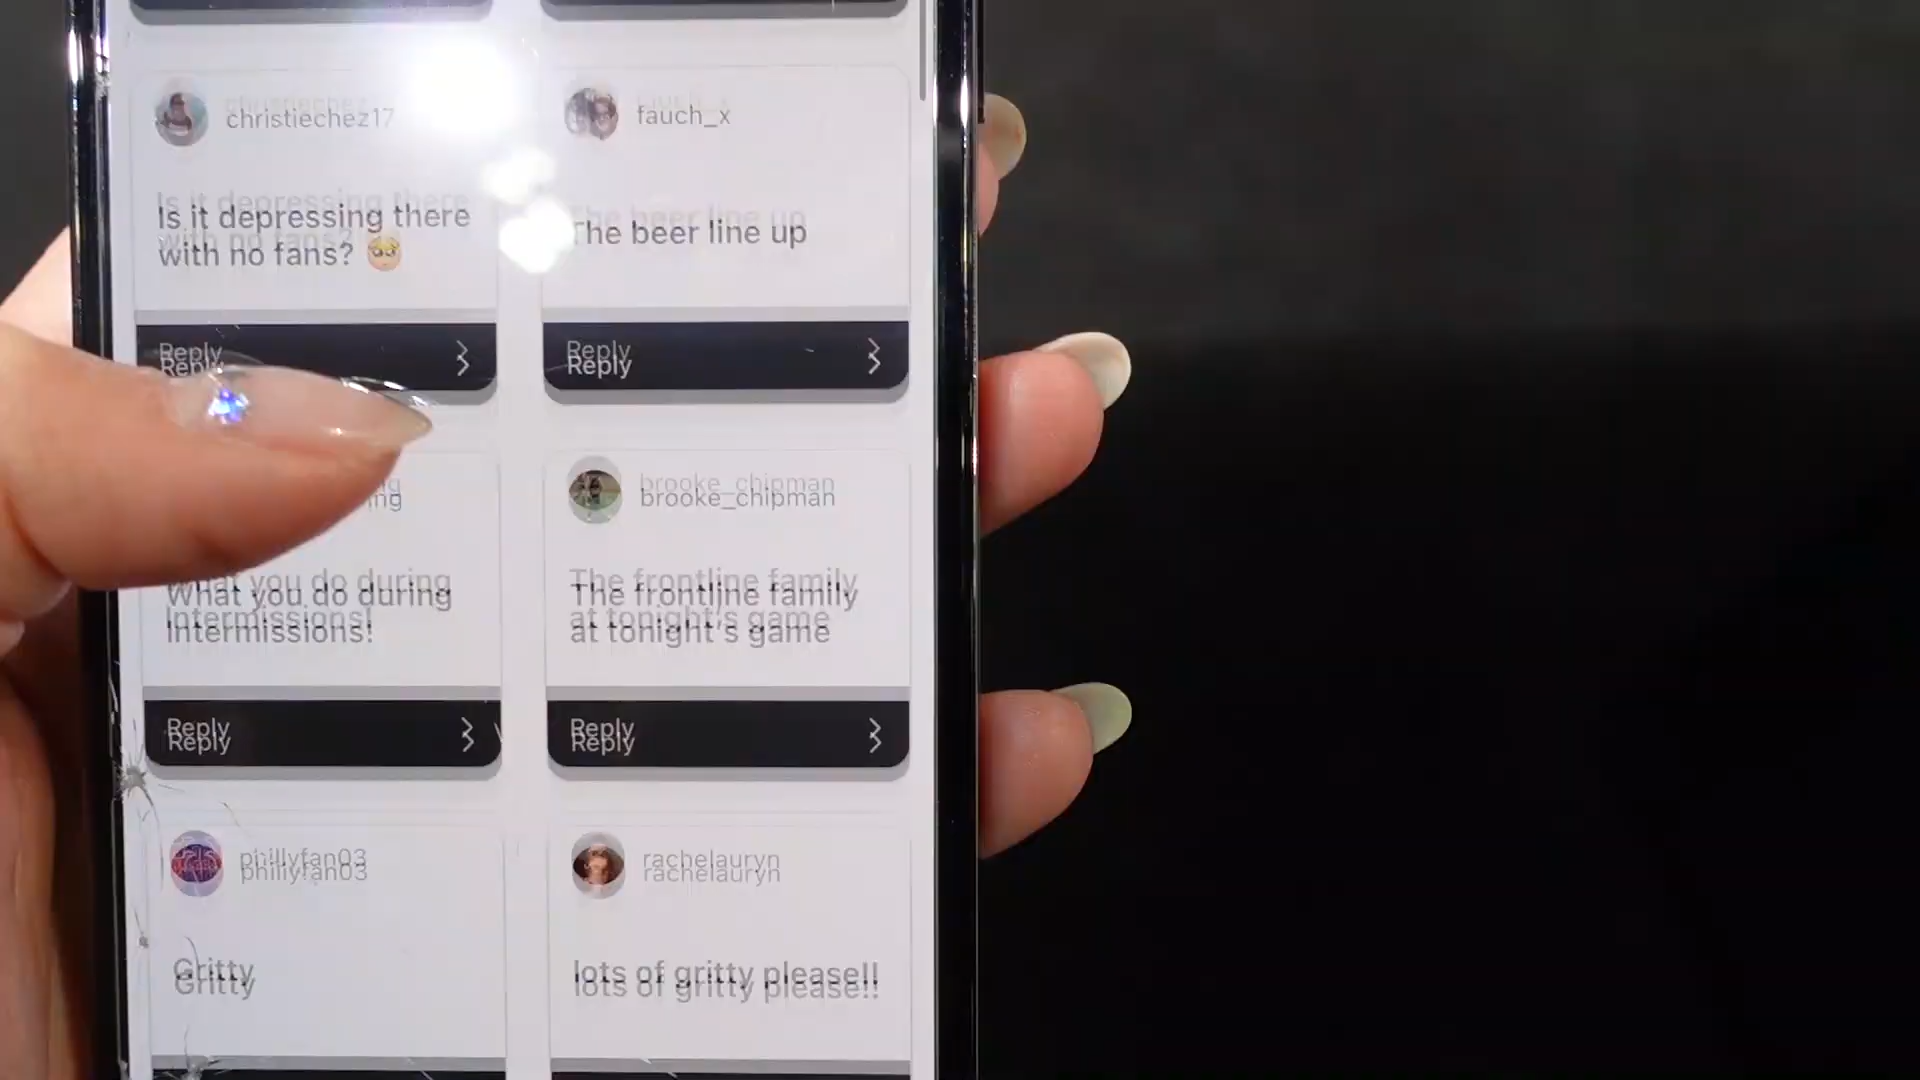 christiechez17
Is it depressing there
with no fans? 🥺
Reply
fauch_x
The beer line up
Reply
What you do during
Intermissions!
Reply
brooke_chipman
The frontline family
at tonight's game
Reply
phillyfan03
Gritty
rachelauryn
lots of gritty please!!